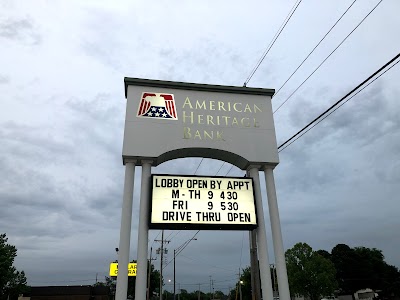 AMERICAN
HERITAGE
BANK
LOBBY OPEN BY APPT
M-TH 9 430
FRI 9 530
DRIVE THRU OPEN